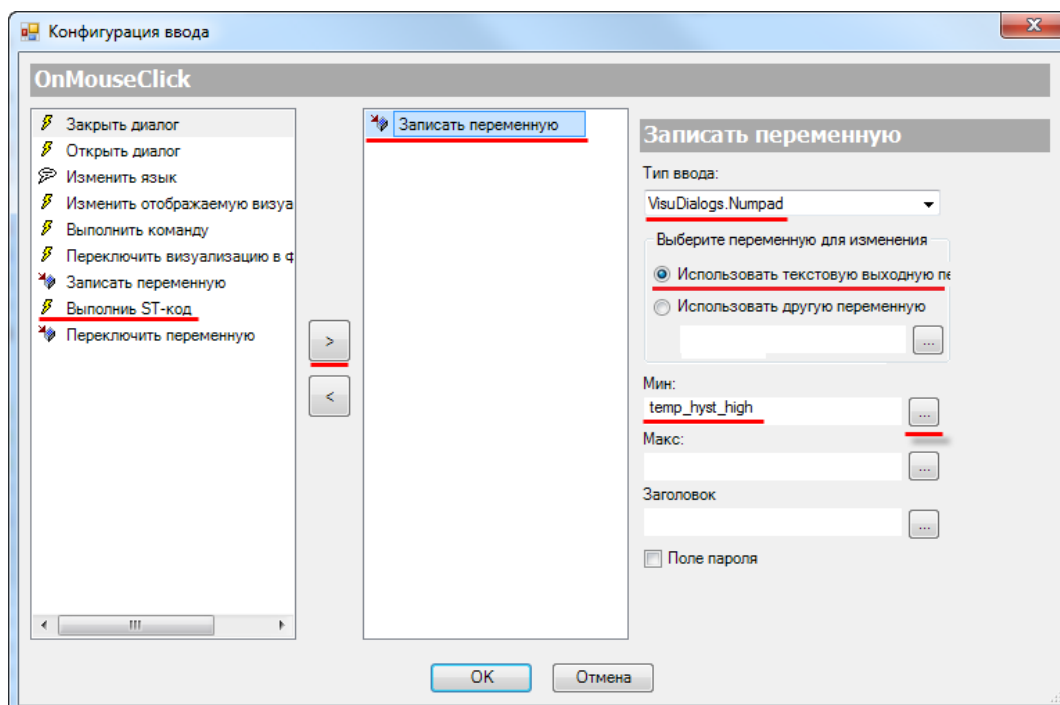 Конфигурация ввода
OnMouseClick
Закрыть диалог
Открыть диалог
Изменить язык
Изменить отображаемую визуа
Выполнить команду
Переключить визуализацию в ф
Записать переменную
Выполниь ST-код
Переключить переменную
>
<
Записать переменную
Записать переменную
Тип ввода:
VisuDialogs.Numpad
Выберите переменную для изменения
Использовать текстовую выходную пе
Использовать другую переменную
...
Мин:
temp_hyst_high
...
Макс:
...
Заголовок
...
Поле пароля
OK
Отмена